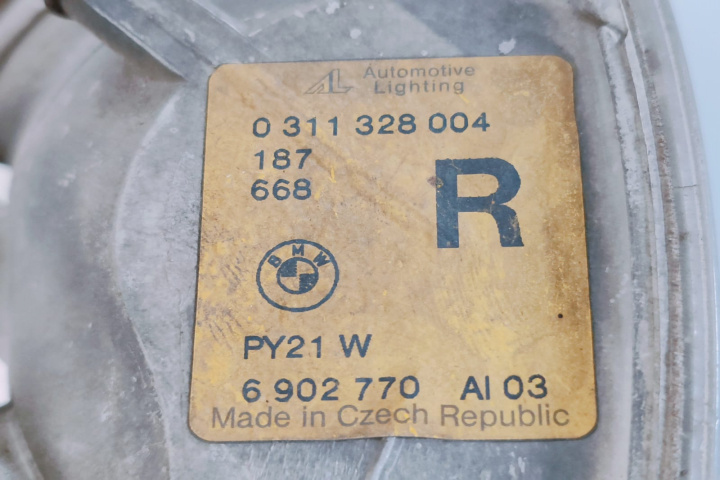 AL Automotive
Lighting
0 311 328 004
187
668
R
BMW
PY21 W
6.902 770 AI 03
Made in Czech Republic